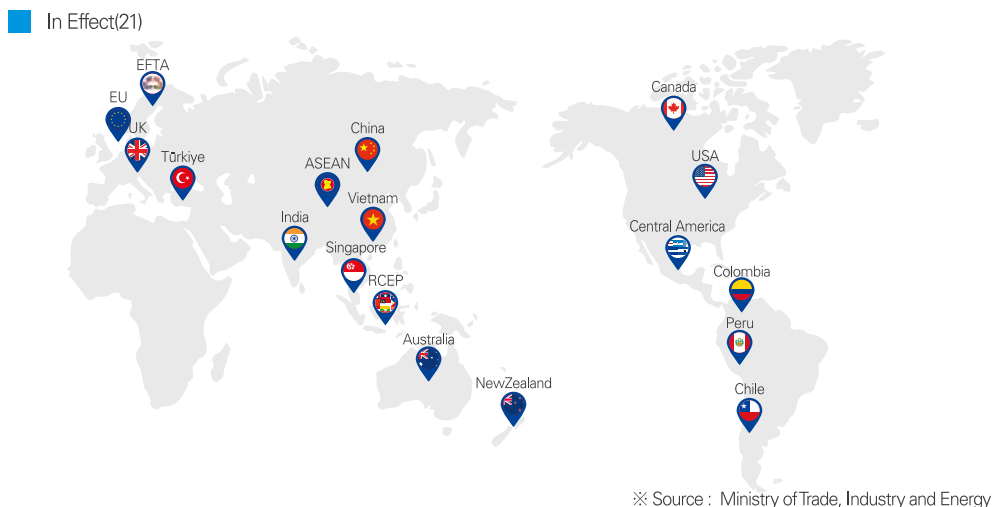 In Effect(21)
EFTA
EU
UK
Türkiye
China
ASEAN
Vietnam
India
Singapore
RCEP
Australia
NewZealand
Canada
USA
Central America
Colombia
Peru
Chile
※ Source : Ministry of Trade, Industry and Energy